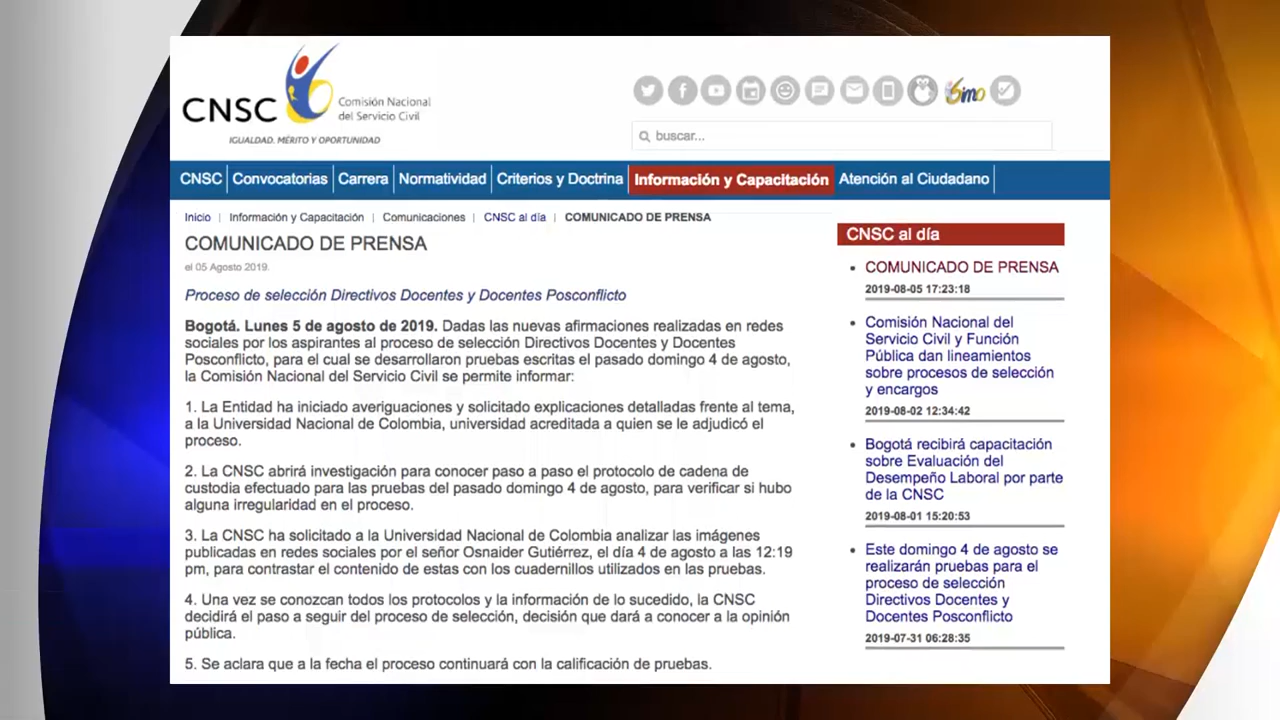 CNSC
Comisión Nacional
del Servicio Civil
IGUALDAD, MÉRITO Y OPORTUNIDAD
Simo
buscar...
CNSC Convocatorias Carrera Normatividad Criterios y Doctrina Información y Capacitación Atención al Ciudadano
Inicio | Información y Capacitación | Comunicaciones | CNSC al día | COMUNICADO DE PRENSA
COMUNICADO DE PRENSA
el 05 Agosto 2019.
Proceso de selección Directivos Docentes y Docentes Posconflicto
Bogotá. Lunes 5 de agosto de 2019. Dadas las nuevas afirmaciones realizadas en redes
sociales por los aspirantes al proceso de selección Directivos Docentes y Docentes
Posconflicto, para el cual se desarrollaron pruebas escritas el pasado domingo 4 de agosto,
la Comisión Nacional del Servicio Civil se permite informar:
1. La Entidad ha iniciado averiguaciones y solicitado explicaciones detalladas frente al tema,
a la Universidad Nacional de Colombia, universidad acreditada a quien se le adjudicó el
proceso.
2. La CNSC abrirá investigación para conocer paso a paso el protocolo de cadena de
custodia efectuado para las pruebas del pasado domingo 4 de agosto, para verificar si hubo
alguna irregularidad en el proceso.
3. La CNSC ha solicitado a la Universidad Nacional de Colombia analizar las imágenes
publicadas en redes sociales por el señor Osnaider Gutiérrez, el día 4 de agosto a las 12:19
pm, para contrastar el contenido de estas con los cuadernillos utilizados en las pruebas.
4. Una vez se conozcan todos los protocolos y la información de lo sucedido, la CNSC
decidirá el paso a seguir del proceso de selección, decisión que dará a conocer a la opinión
pública.
5. Se aclara que a la fecha el proceso continuará con la calificación de pruebas.
CNSC al día
COMUNICADO DE PRENSA
2019-08-05 17:23:18
Comisión Nacional del
Servicio Civil y Función
Pública dan lineamientos
sobre procesos de selección
y encargos
2019-08-02 12:34:42
Bogotá recibirá capacitación
sobre Evaluación del
Desempeño Laboral por parte
de la CNSC
2019-08-01 15:20:53
Este domingo 4 de agosto se
realizarán pruebas para el
proceso de selección
Directivos Docentes y
Docentes Posconflicto
2019-07-31 06:28:35